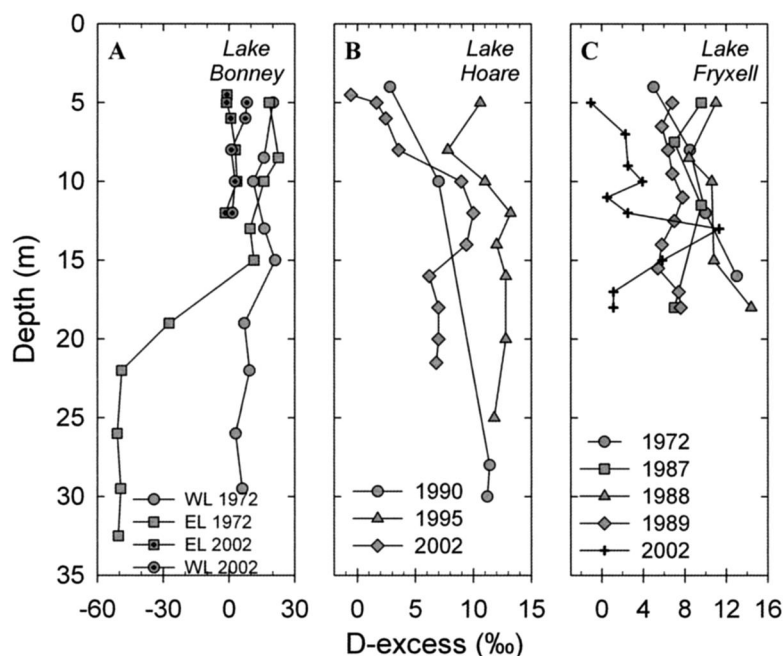 A Lake Bonney
B Lake Hoare
C Lake Fryxell
0
5
10
15
20
25
30
35
Depth (m)
WL 1972
EL 1972
EL 2002
WL 2002
1990
1995
2002
1972
1987
1988
1989
2002
-60 -30 0 30
0 5 10 15
0 4 8 12 16
D-excess (‰)